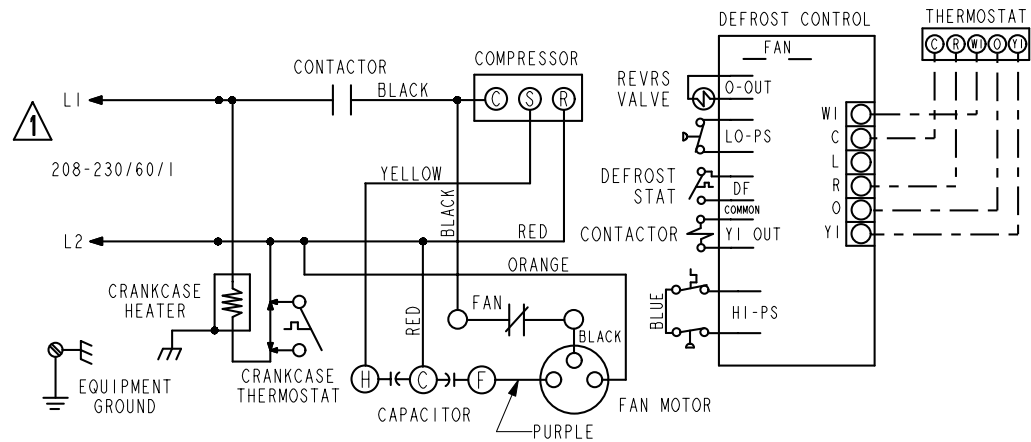 DEFROST CONTROL
THERMOSTAT
FAN
C R W1 O Y1
CONTACTOR
COMPRESSOR
BLACK
C S R
L1
1
208-230/60/1
REVRS
VALVE
O-OUT
LO-PS
DEFROST
STAT
DF
COMMON
CONTACTOR
Y1 OUT
W1
C
L
R
O
Y1
YELLOW
BLACK
L2
RED
ORANGE
CRANKCASE
HEATER
FAN
RED
BLACK
BLUE
HI-PS
EQUIPMENT
GROUND
CRANKCASE
THERMOSTAT
H C F
CAPACITOR
FAN MOTOR
PURPLE